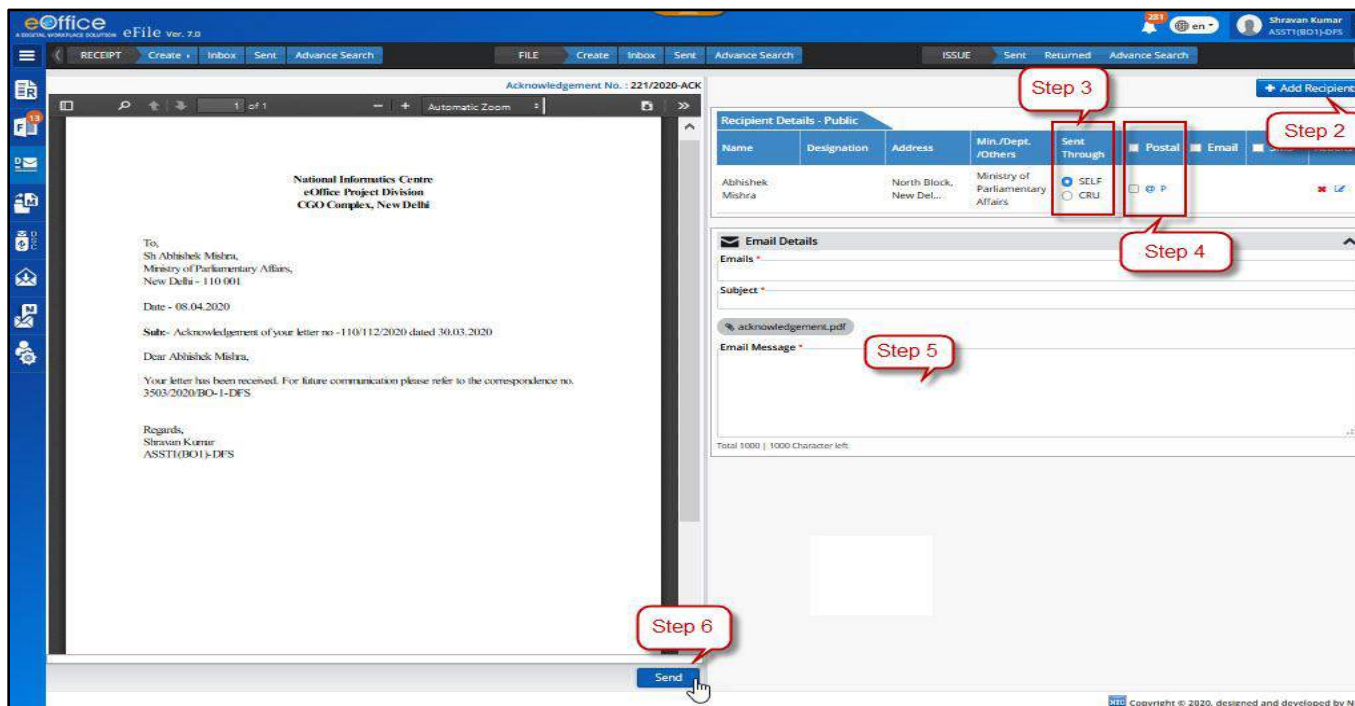 eOffice
A DIGITAL WORKPLACE SOLUTION eFile Ver. 7.0
281
en
Shravan Kumar
ASST1(BO1)-DFS
RECEIPT Create Inbox Sent Advance Search FILE Create Inbox Sent Advance Search ISSUE Sent Returned Advance Search
Acknowledgement No. : 221/2020-ACK
1 of 1 - + Automatic Zoom
13
National Informatics Centre
eOffice Project Division
CGO Complex, New Delhi
To,
Sh Abhishek Mishra,
Ministry of Parliamentary Affairs,
New Delhi - 110 001
Date - 08.04.2020
Sub:- Acknowledgement of your letter no -110/112/2020 dated 30.03.2020
Dear Abhishek Mishra,
Your letter has been received. For future communication please refer to the correspondence no.
3503/2020/BO-1-DFS
Regards,
Shravan Kumar
ASST1(BO1)-DFS
Step 6
Send
Step 3
+ Add Recipient
Step 2
Recipient Details - Public
Name Designation Address Min./Dept./Others Sent Through Postal Email
Abhishek Mishra North Block, New Del... Ministry of Parliamentary Affairs SELF CRU @ P
Step 4
Email Details
Emails *
Subject *
acknowledgement.pdf
Email Message *
Step 5
Total 1000 | 1000 Character left
NIC Copyright © 2020, designed and developed by N